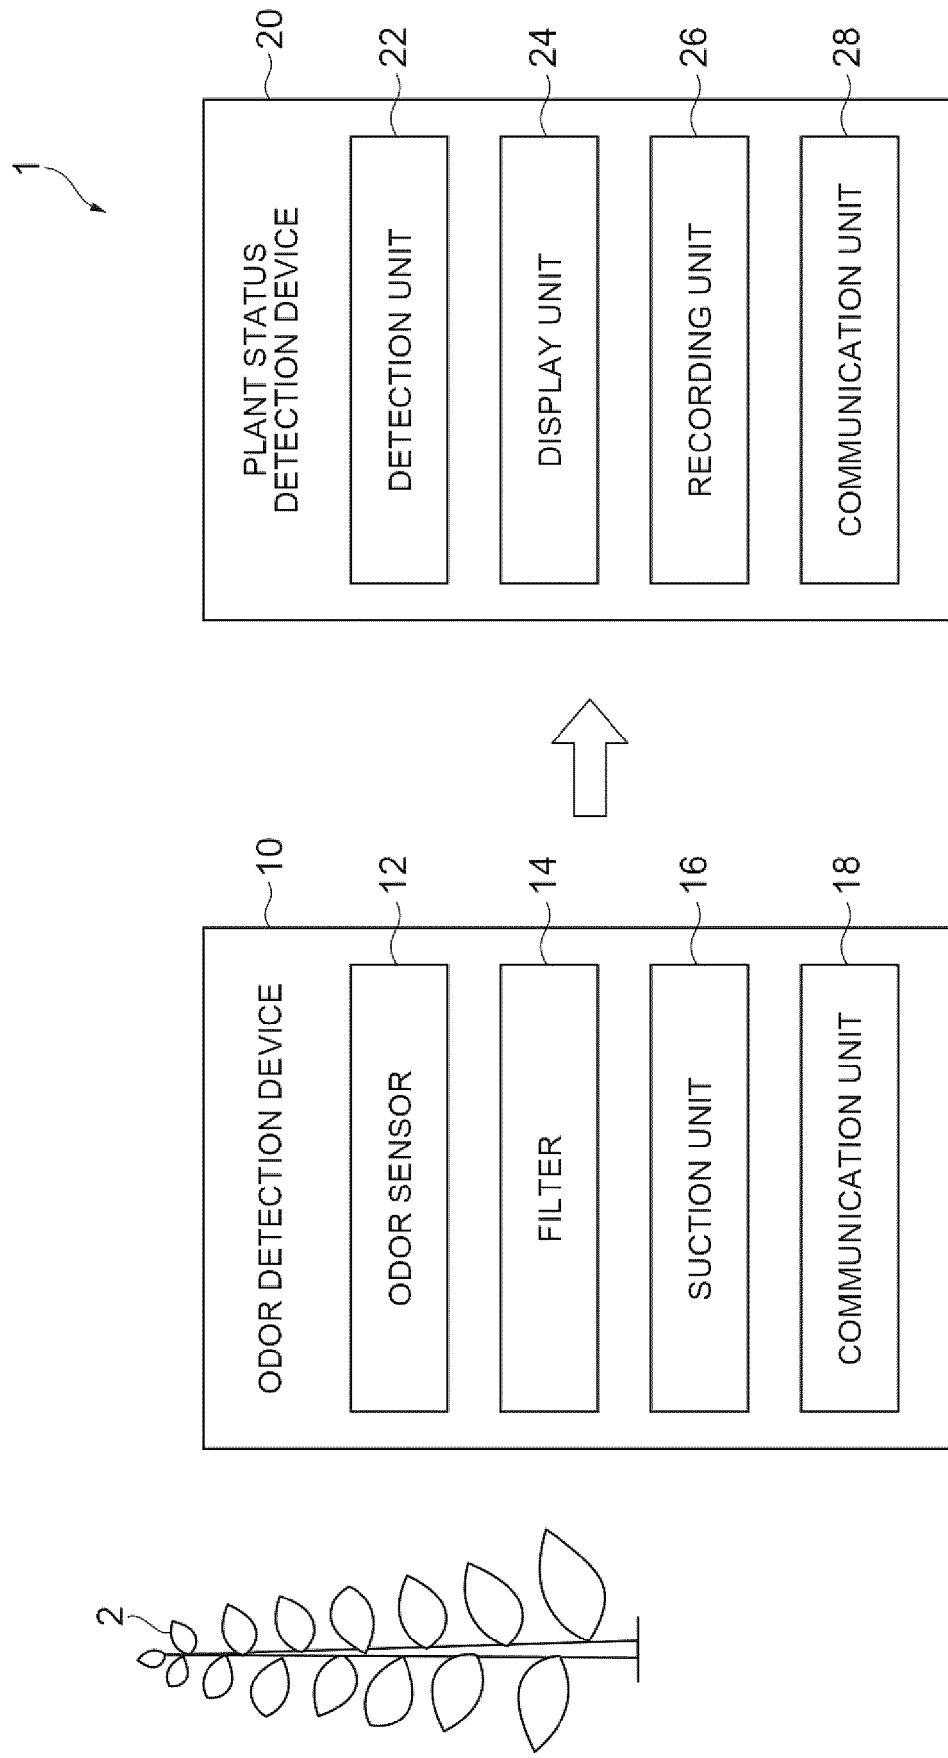 1
2
ODOR DETECTION DEVICE
10
ODOR SENSOR
12
FILTER
14
SUCTION UNIT
16
COMMUNICATION UNIT
18
PLANT STATUS
DETECTION DEVICE
20
DETECTION UNIT
22
DISPLAY UNIT
24
RECORDING UNIT
26
COMMUNICATION UNIT
28